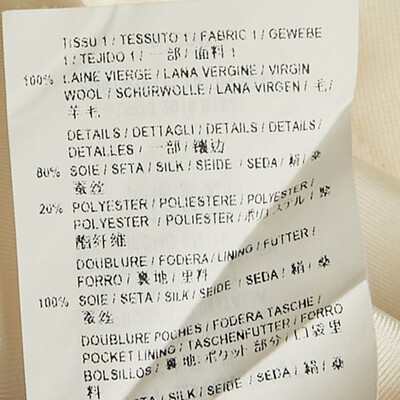 TISSU 1 / TESSUTO 1 / FABRIC 1 / GEWEBE
1 / TEJIDO 1 / 一部 / 面料 1
100% LAINE VIERGE / LANA VERGINE / VIRGIN
WOOL / SCHURWOLLE / LANA VIRGEN / 毛 /
羊毛
DETAILS / DETTAGLI / DETAILS / DETAILS /
DETALLES / 一部 / 镶边
80% SOIE / SETA / SILK / SEIDE / SEDA / 絹 / 桑
蚕丝
20% POLYESTER / POLIESTERE / POLYESTER /
POLYESTER / POLIESTER / ポリエステル / 聚
酯纤维
DOUBLURE / FODERA / LINING / FUTTER /
FORRO / 裏地 / 里料
100% SOIE / SETA / SILK / SEIDE / SEDA / 絹 / 桑
蚕丝
DOUBLURE POCHES / FODERA TASCHE /
POCKET LINING / TASCHENFUTTER / FORRO
BOLSILLOS / 裏地:ポケット部分 / 口袋里
料
SOIE / SETA / SILK / SEIDE / SEDA / 絹 / 桑